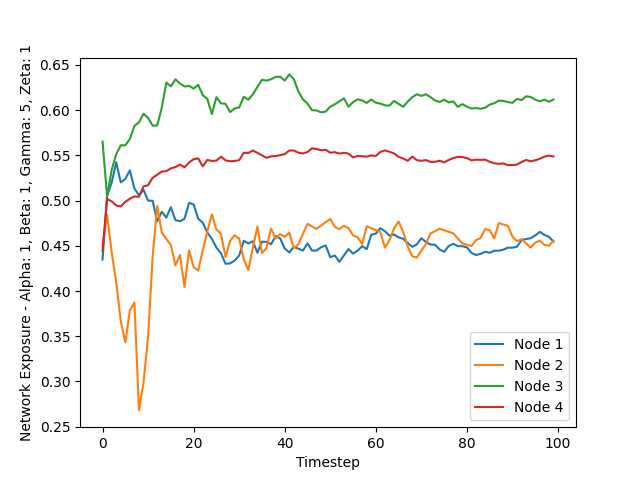 Network Exposure - Alpha: 1, Beta: 1, Gamma: 5, Zeta: 1
0.65
0.60
0.55
0.50
0.45
0.40
0.35
0.30
0.25
Node 1
Node 2
Node 3
Node 4
0 20 40 60 80 100
Timestep